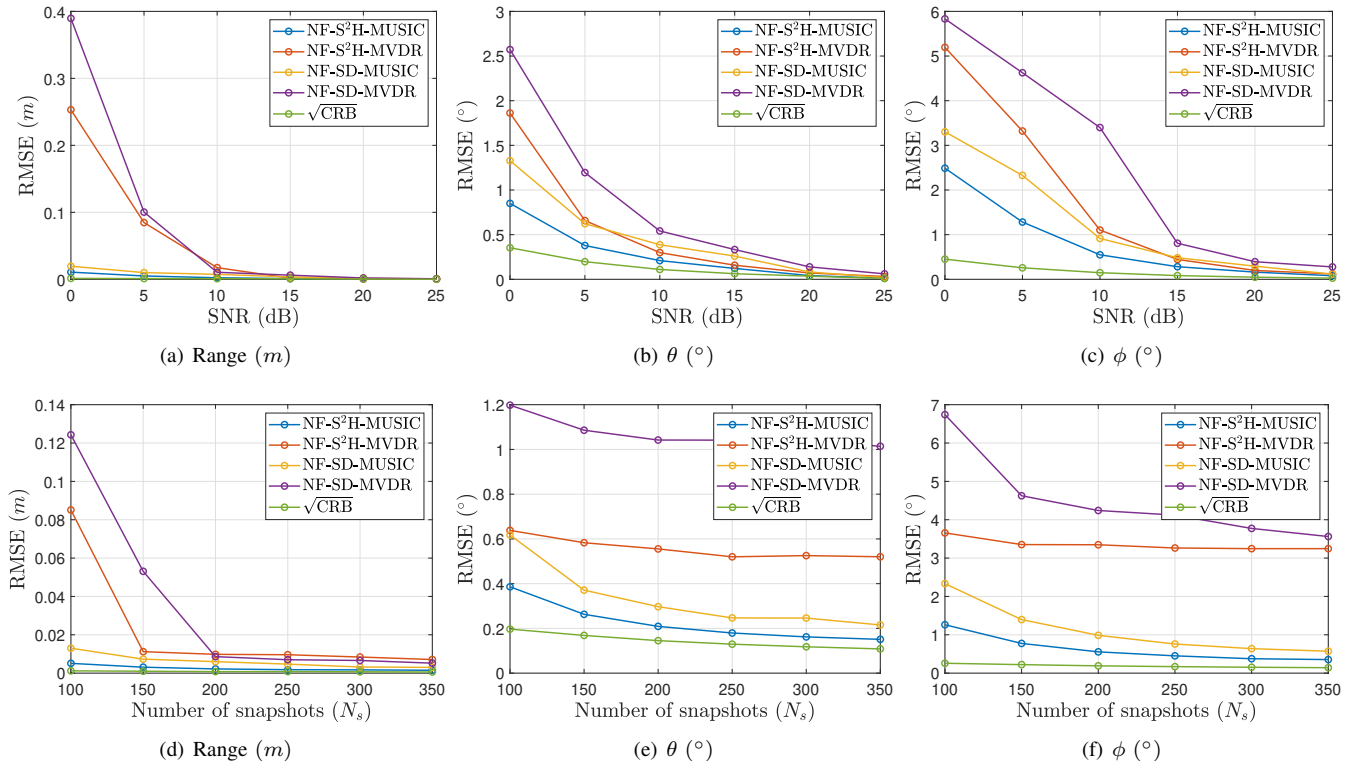 RMSE (m)
0.4
0.3
0.2
0.1
0
NF-S²H-MUSIC
NF-S²H-MVDR
NF-SD-MUSIC
NF-SD-MVDR
√CRB
0 5 10 15 20 25
SNR (dB)
(a) Range (m)
RMSE (°)
3
2.5
2
1.5
1
0.5
0
NF-S²H-MUSIC
NF-S²H-MVDR
NF-SD-MUSIC
NF-SD-MVDR
√CRB
0 5 10 15 20 25
SNR (dB)
(b) θ (°)
RMSE (°)
6
5
4
3
2
1
0
NF-S²H-MUSIC
NF-S²H-MVDR
NF-SD-MUSIC
NF-SD-MVDR
√CRB
0 5 10 15 20 25
SNR (dB)
(c) ϕ (°)
RMSE (m)
0.14
0.12
0.1
0.08
0.06
0.04
0.02
0
NF-S²H-MUSIC
NF-S²H-MVDR
NF-SD-MUSIC
NF-SD-MVDR
√CRB
100 150 200 250 300 350
Number of snapshots (Nₛ)
(d) Range (m)
RMSE (°)
1.2
1
0.8
0.6
0.4
0.2
0
NF-S²H-MUSIC
NF-S²H-MVDR
NF-SD-MUSIC
NF-SD-MVDR
√CRB
100 150 200 250 300 350
Number of snapshots (Nₛ)
(e) θ (°)
RMSE (°)
7
6
5
4
3
2
1
0
NF-S²H-MUSIC
NF-S²H-MVDR
NF-SD-MUSIC
NF-SD-MVDR
√CRB
100 150 200 250 300 350
Number of snapshots (Nₛ)
(f) ϕ (°)